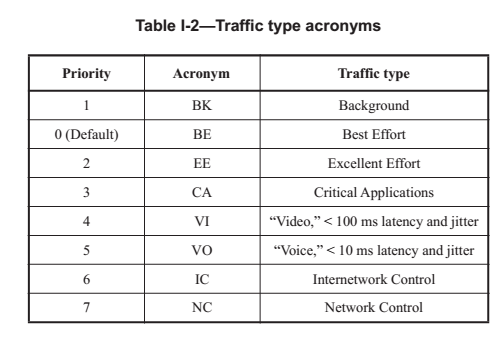 Table I-2—Traffic type acronyms
Priority Acronym Traffic type
1 BK Background
0 (Default) BE Best Effort
2 EE Excellent Effort
3 CA Critical Applications
4 VI “Video,” < 100 ms latency and jitter
5 VO “Voice,” < 10 ms latency and jitter
6 IC Internetwork Control
7 NC Network Control